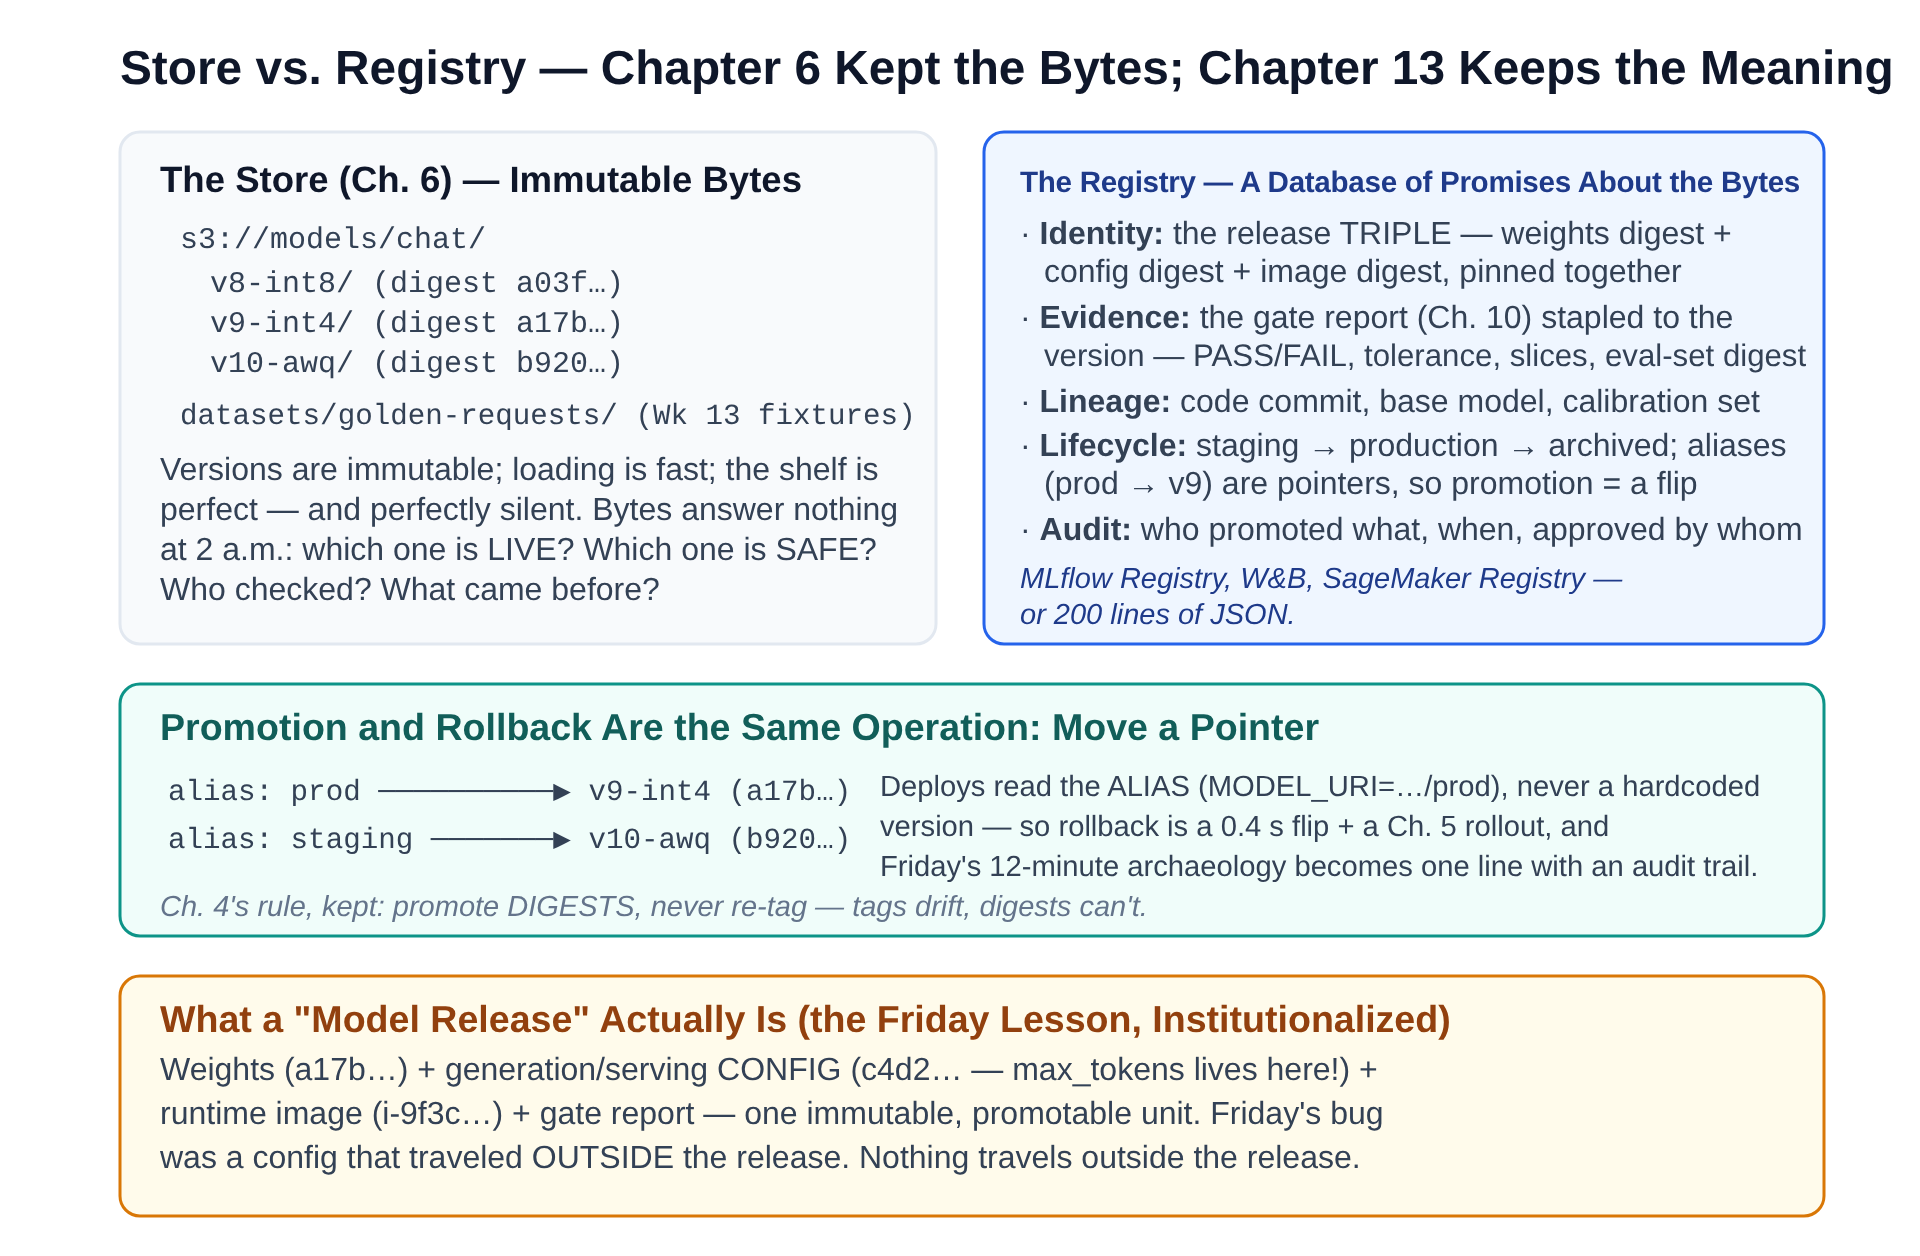 Store vs. Registry — Chapter 6 Kept the Bytes; Chapter 13 Keeps the Meaning
The Store (Ch. 6) — Immutable Bytes
s3://models/chat/
v8-int8/ (digest a03f…)
v9-int4/ (digest a17b…)
v10-awq/ (digest b920…)
datasets/golden-requests/ (Wk 13 fixtures)
Versions are immutable; loading is fast; the shelf is
perfect — and perfectly silent. Bytes answer nothing
at 2 a.m.: which one is LIVE? Which one is SAFE?
Who checked? What came before?
The Registry — A Database of Promises About the Bytes
· Identity: the release TRIPLE — weights digest +
config digest + image digest, pinned together
· Evidence: the gate report (Ch. 10) stapled to the
version — PASS/FAIL, tolerance, slices, eval-set digest
· Lineage: code commit, base model, calibration set
· Lifecycle: staging → production → archived; aliases
(prod → v9) are pointers, so promotion = a flip
· Audit: who promoted what, when, approved by whom
MLflow Registry, W&B, SageMaker Registry —
or 200 lines of JSON.
Promotion and Rollback Are the Same Operation: Move a Pointer
alias: prod ──────────▶ v9-int4 (a17b…)
alias: staging ───────▶ v10-awq (b920…)
Deploys read the ALIAS (MODEL_URI=…/prod), never a hardcoded
version — so rollback is a 0.4 s flip + a Ch. 5 rollout, and
Friday's 12-minute archaeology becomes one line with an audit trail.
Ch. 4's rule, kept: promote DIGESTS, never re-tag — tags drift, digests can't.
What a "Model Release" Actually Is (the Friday Lesson, Institutionalized)
Weights (a17b…) + generation/serving CONFIG (c4d2… — max_tokens lives here!) +
runtime image (i-9f3c…) + gate report — one immutable, promotable unit. Friday's bug
was a config that traveled OUTSIDE the release. Nothing travels outside the release.